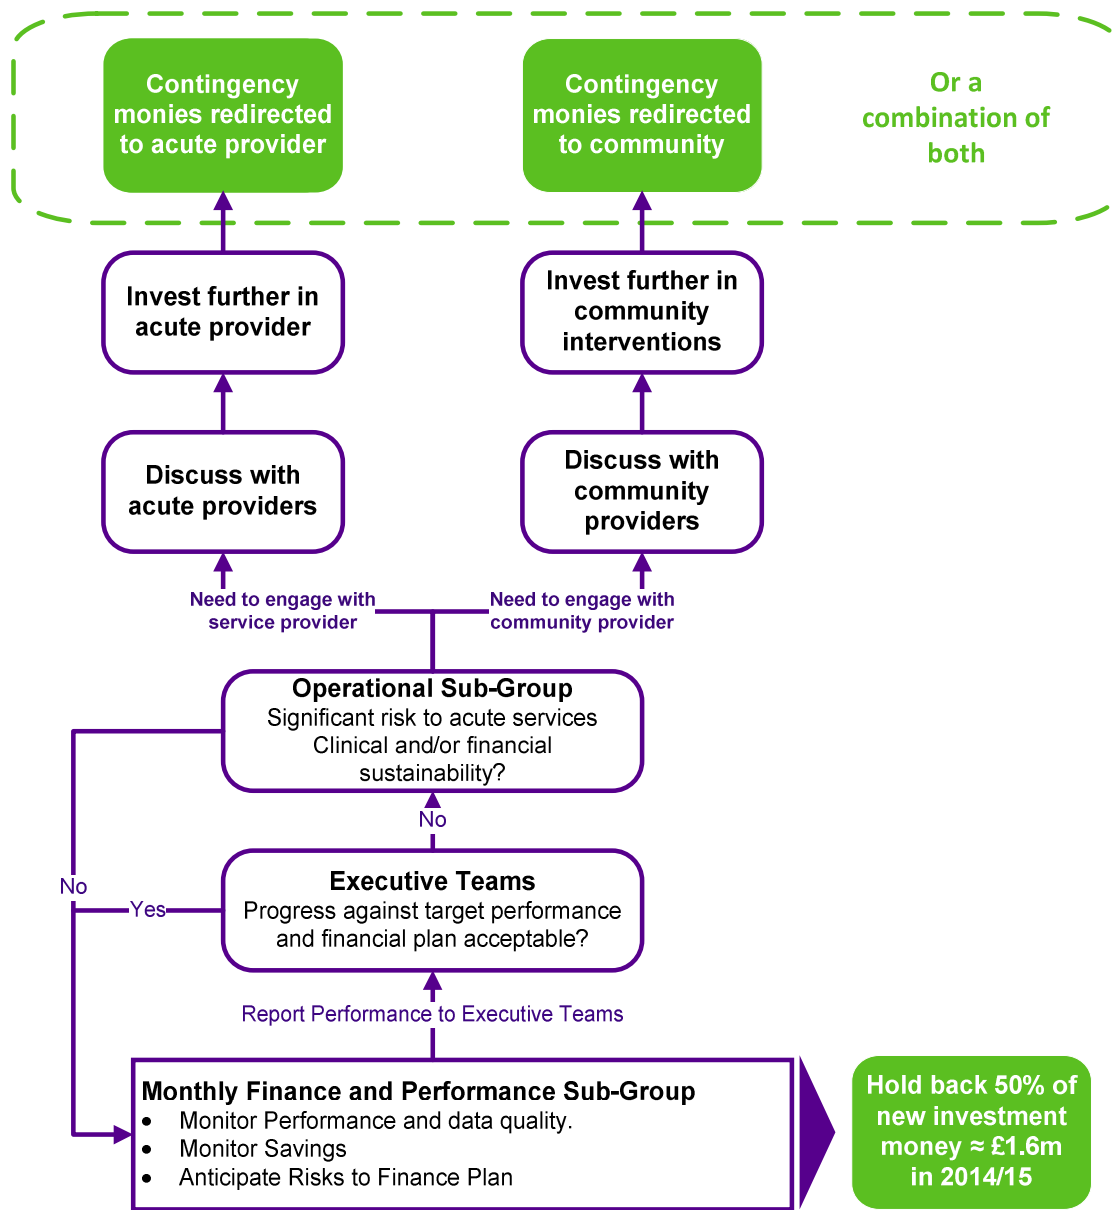 Contingency
monies redirected
to acute provider
Contingency
monies redirected
to community
Or a
combination of
both
Invest further in
acute provider
Invest further in
community
interventions
Discuss with
acute providers
Discuss with
community
providers
Need to engage with
service provider
Need to engage with
community provider
Operational Sub-Group
Significant risk to acute services
Clinical and/or financial
sustainability?
No
No
Executive Teams
Progress against target performance
and financial plan acceptable?
Yes
Report Performance to Executive Teams
Monthly Finance and Performance Sub-Group
• Monitor Performance and data quality.
• Monitor Savings
• Anticipate Risks to Finance Plan
Hold back 50% of
new investment
money ≈ £1.6m
in 2014/15